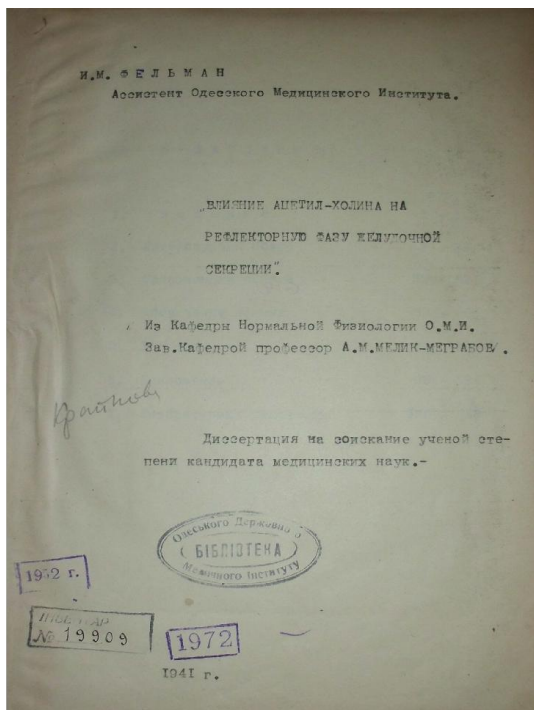 И.М. ФЕЛЬМАН
Ассистент Одесского Медицинского Института.
„ВЛИЯНИЕ АЦЕТИЛ-ХОЛИНА НА
РЕФЛЕКТОРНУЮ ФАЗУ ЖЕЛУДОЧНОЙ
СЕКРЕЦИИ".
Из Кафедры Нормальной Физиологии О.М.И.
Зав.Кафедрой профессор А.М.МЕЛИК-МЕГРАБОВ/.
Диссертация на соискание ученой сте-
пени кандидата медицинских наук.-
Одеського Державного
БІБЛІОТЕКА
Медичного Інституту
г.
ІНВЕНТАР
№ 19909
1972
1941 г.